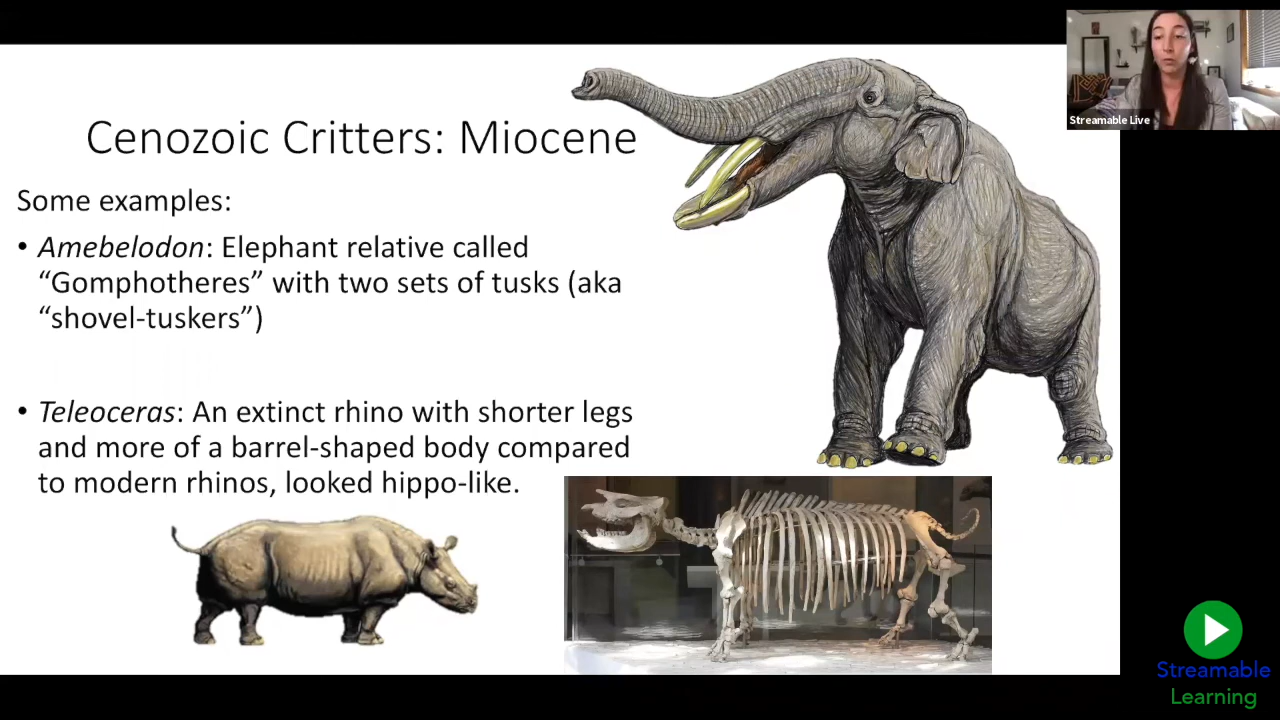 Streamable Live
Cenozoic Critters: Miocene
Some examples:
• Amebelodon: Elephant relative called
“Gomphotheres” with two sets of tusks (aka
“shovel-tuskers”)
• Teleoceras: An extinct rhino with shorter legs
and more of a barrel-shaped body compared
to modern rhinos, looked hippo-like.
Streamable
Learning